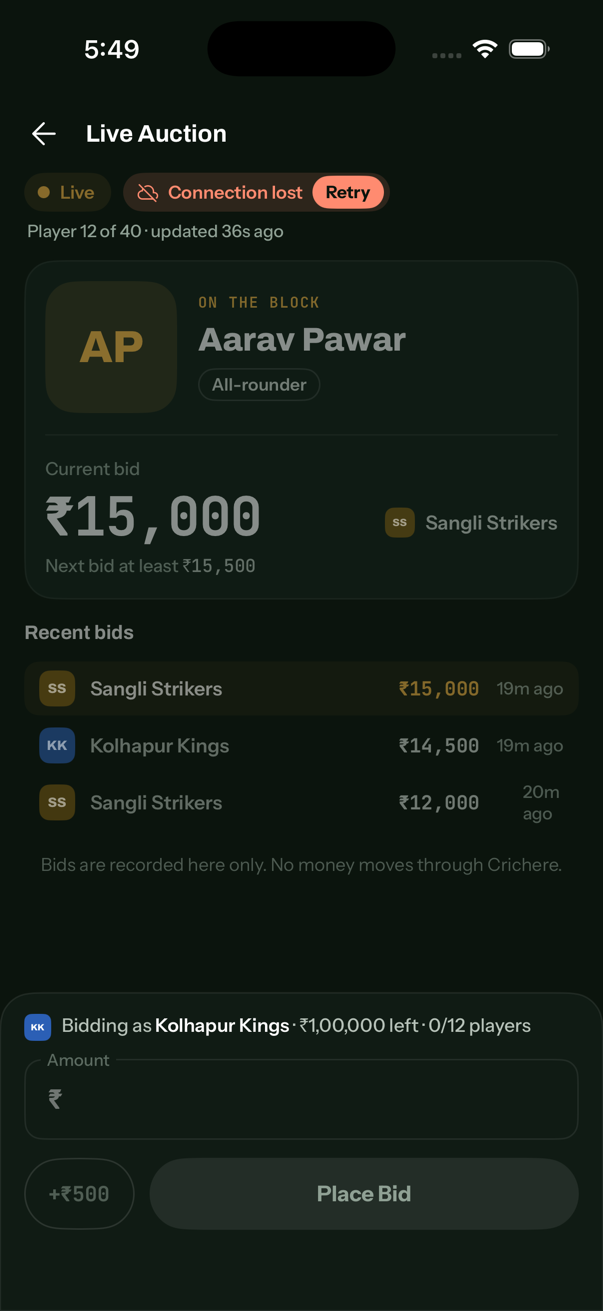 5:49
Live Auction
Live
Connection lost Retry
Player 12 of 40 · updated 36s ago
AP
ON THE BLOCK
Aarav Pawar
All-rounder
Current bid
₹15,000
SS Sangli Strikers
Next bid at least ₹15,500
Recent bids
SS Sangli Strikers ₹15,000 19m ago
KK Kolhapur Kings ₹14,500 19m ago
SS Sangli Strikers ₹12,000 20m
ago
Bids are recorded here only. No money moves through Crichere.
KK Bidding as Kolhapur Kings · ₹1,00,000 left · 0/12 players
Amount
₹
+₹500 Place Bid